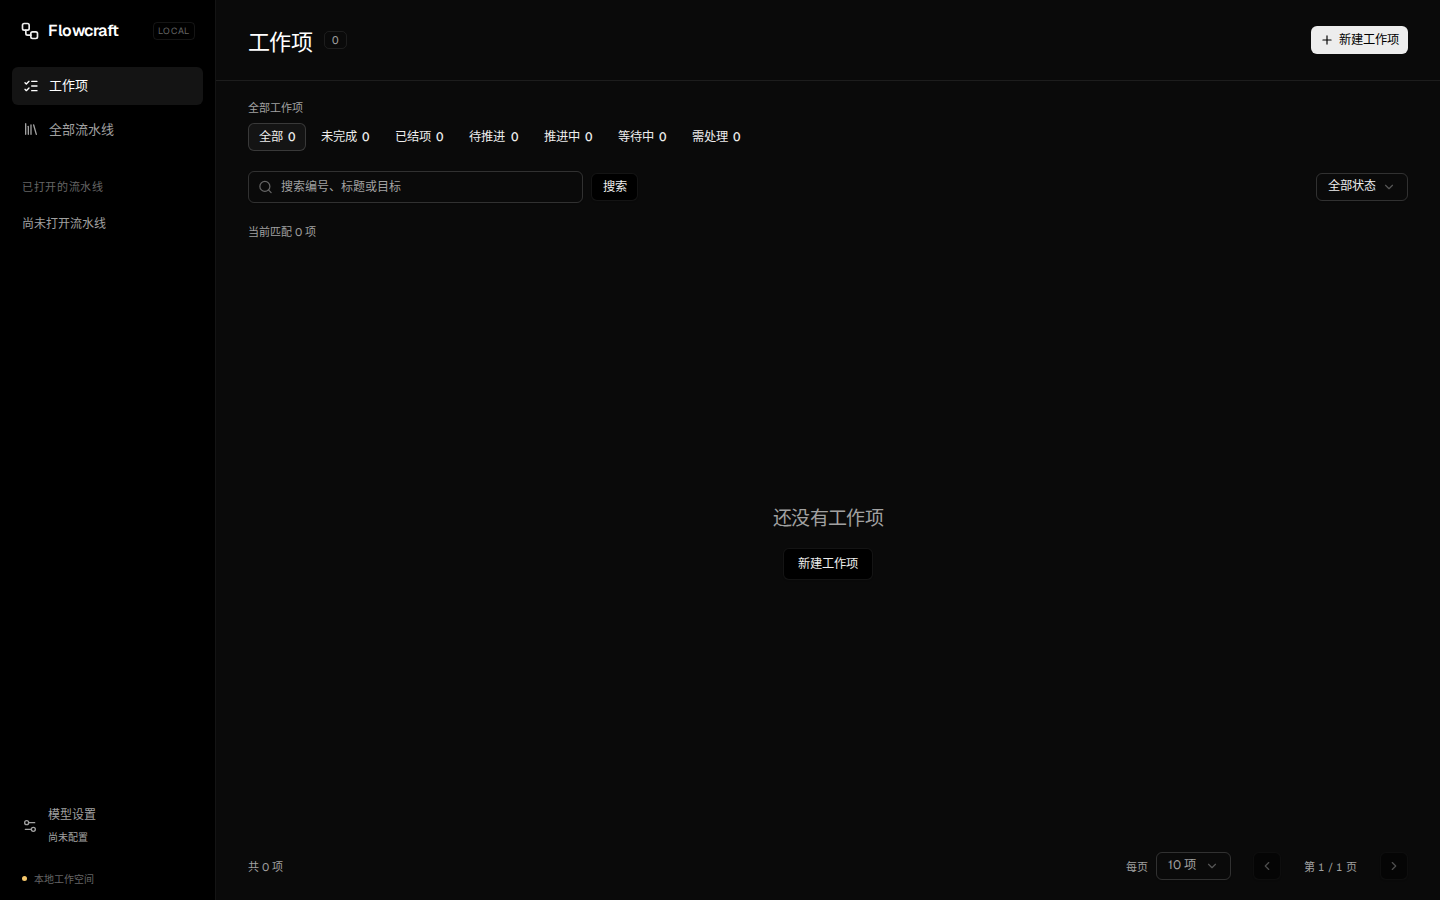 Flowcraft LOCAL
工作项
全部流水线
已打开的流水线
尚未打开流水线
模型设置
尚未配置
本地工作空间
工作项 0
新建工作项
全部工作项
全部 0 未完成 0 已结项 0 待推进 0 推进中 0 等待中 0 需处理 0
搜索编号、标题或目标 搜索 全部状态
当前匹配 0 项
还没有工作项
新建工作项
共 0 项 每页 10 项 第 1 / 1 页